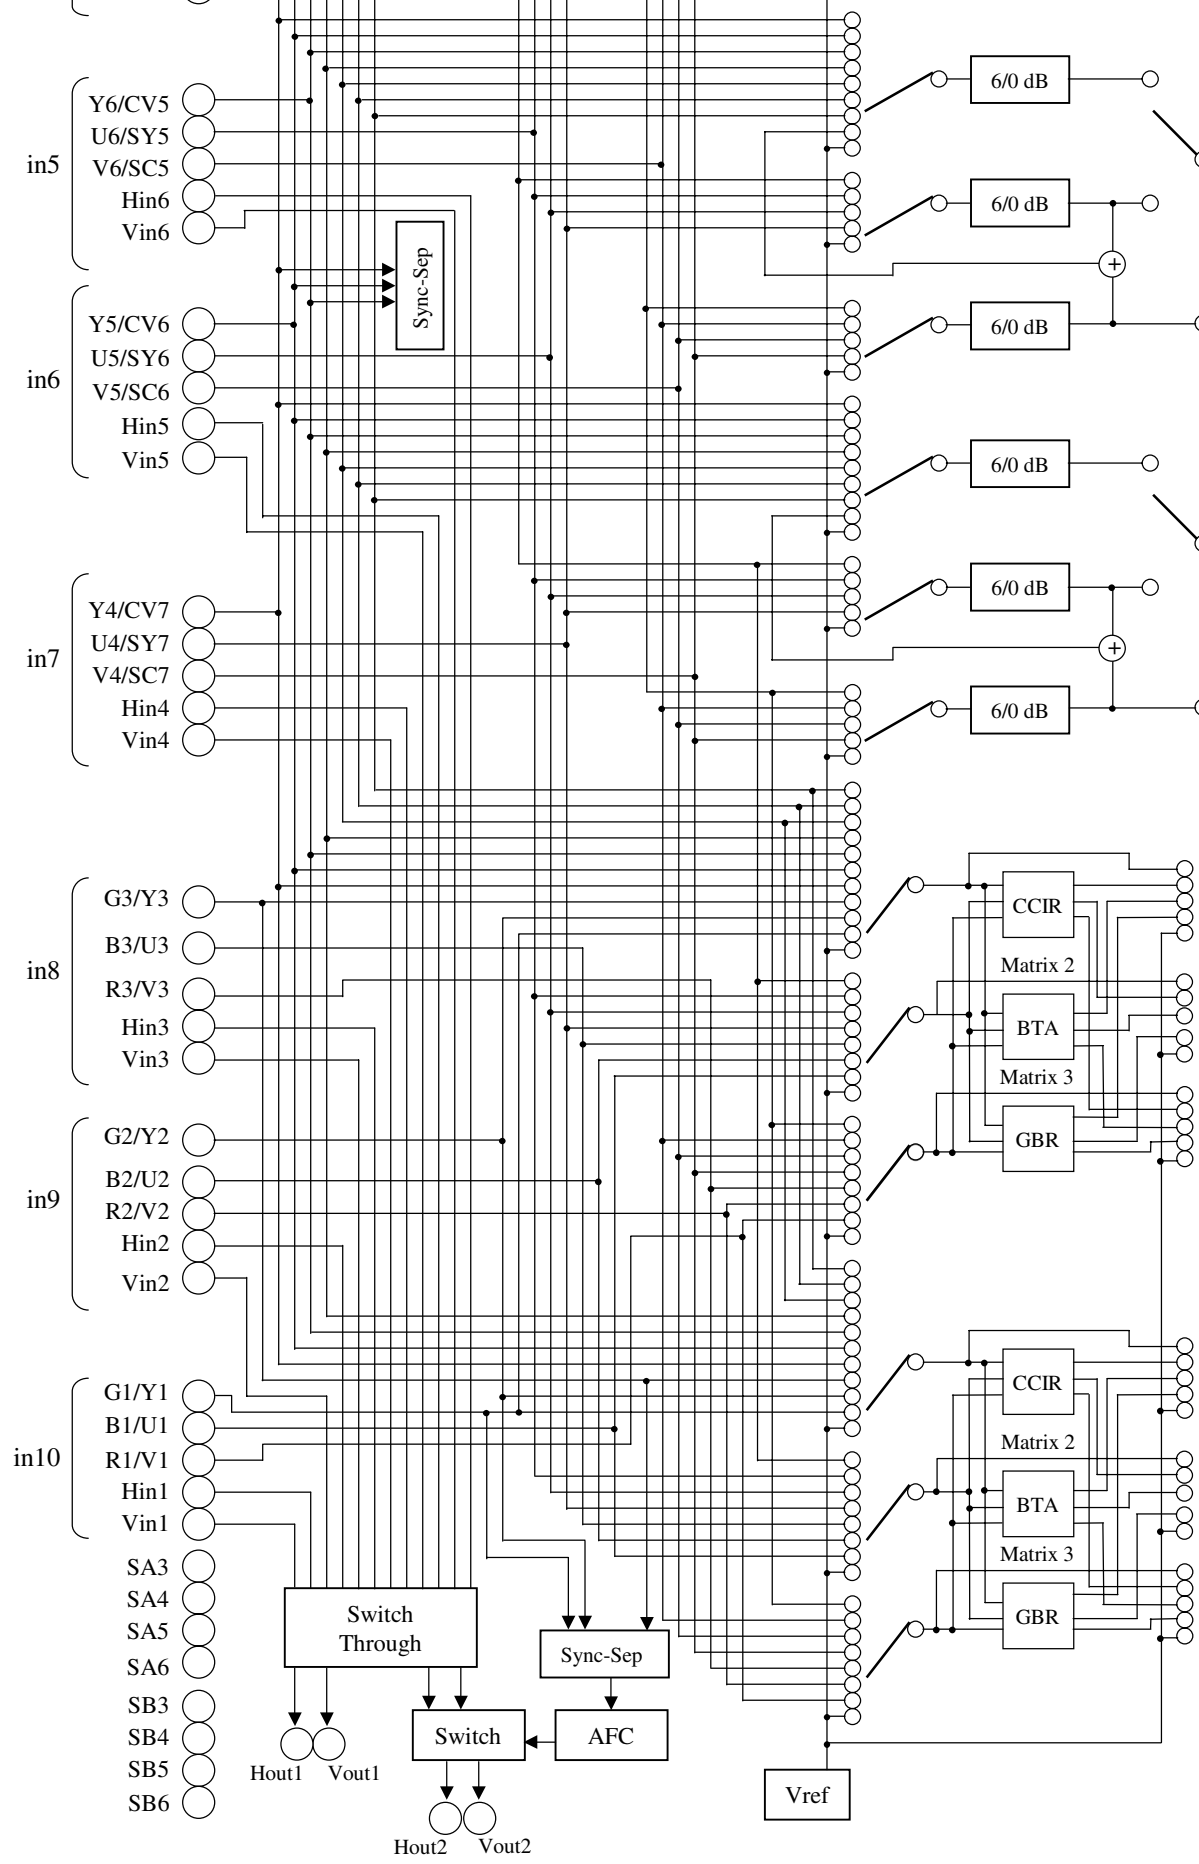 in5
Y6/CV5
U6/SY5
V6/SC5
Hin6
Vin6
in6
Y5/CV6
U5/SY6
V5/SC6
Hin5
Vin5
in7
Y4/CV7
U4/SY7
V4/SC7
Hin4
Vin4
in8
G3/Y3
B3/U3
R3/V3
Hin3
Vin3
in9
G2/Y2
B2/U2
R2/V2
Hin2
Vin2
in10
G1/Y1
B1/U1
R1/V1
Hin1
Vin1
SA3
SA4
SA5
SA6
SB3
SB4
SB5
SB6
Sync-Sep
Switch
Through
Hout1
Vout1
Switch
Hout2
Vout2
Sync-Sep
AFC
Vref
6/0 dB
6/0 dB
+
6/0 dB
6/0 dB
6/0 dB
+
6/0 dB
CCIR
Matrix 2
BTA
Matrix 3
GBR
CCIR
Matrix 2
BTA
Matrix 3
GBR